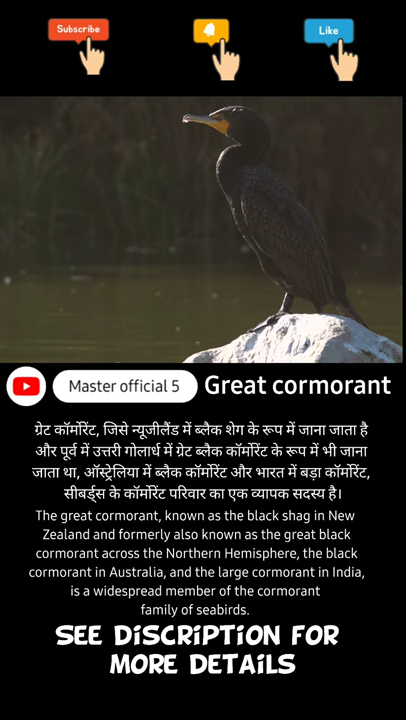 Subscribe
Like
Master official 5
Great cormorant
ग्रेट कॉर्मोरेंट, जिसे न्यूजीलैंड में ब्लैक शेग के रूप में जाना जाता है
और पूर्व में उत्तरी गोलार्ध में ग्रेट ब्लैक कॉर्मोरेंट के रूप में भी जाना
जाता था, ऑस्ट्रेलिया में ब्लैक कॉर्मोरेंट और भारत में बड़ा कॉर्मोरेंट,
सीबर्ड्स के कॉर्मोरेंट परिवार का एक व्यापक सदस्य है।
The great cormorant, known as the black shag in New
Zealand and formerly also known as the great black
cormorant across the Northern Hemisphere, the black
cormorant in Australia, and the large cormorant in India,
is a widespread member of the cormorant
family of seabirds.
SEE DISCRIPTION FOR
MORE DETAILS